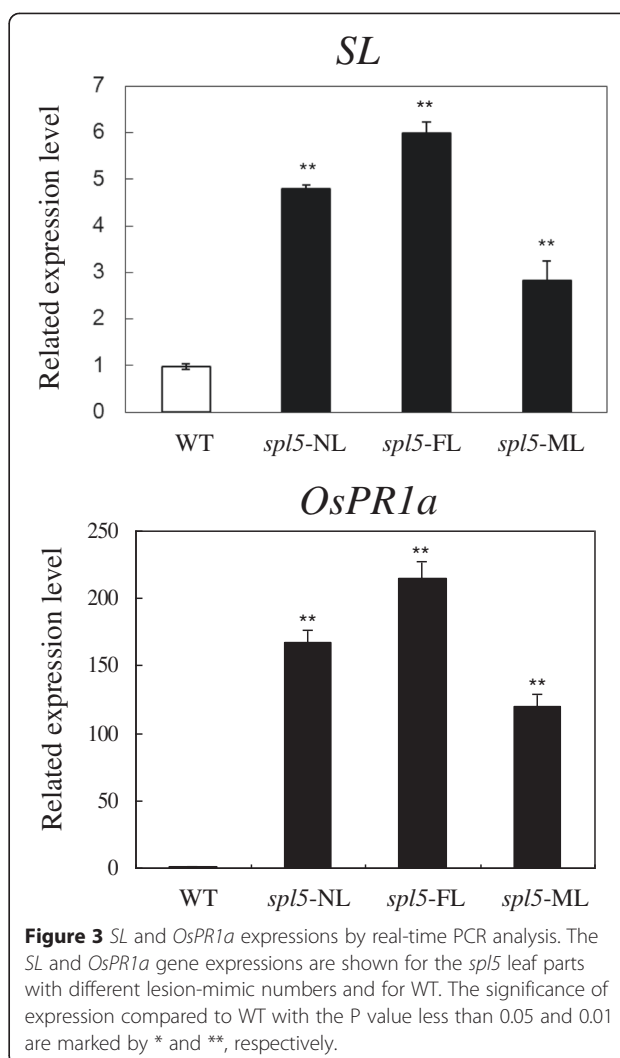 SL
Related expression level
7
6
5
4
3
2
1
0
**
**
**
WT spl5-NL spl5-FL spl5-ML
OsPR1a
Related expression level
250
200
150
100
50
0
**
**
**
WT spl5-NL spl5-FL spl5-ML
Figure 3 SL and OsPR1a expressions by real-time PCR analysis. The
SL and OsPR1a gene expressions are shown for the spl5 leaf parts
with different lesion-mimic numbers and for WT. The significance of
expression compared to WT with the P value less than 0.05 and 0.01
are marked by * and **, respectively.